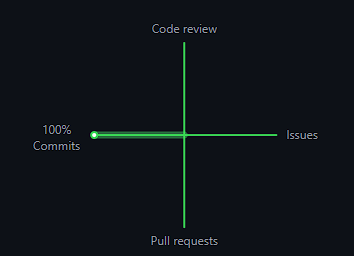 Code review
100%
Commits
Issues
Pull requests